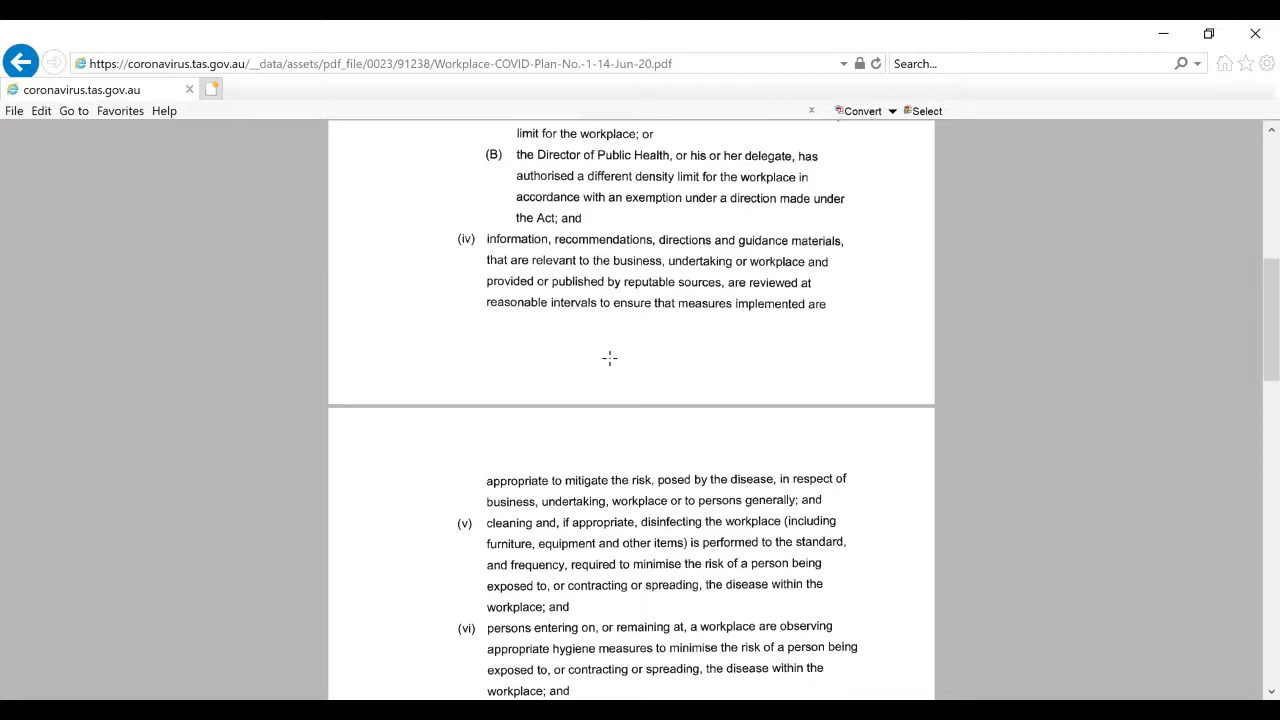 https://coronavirus.tas.gov.au/__data/assets/pdf_file/0023/91238/Workplace-COVID-Plan-No.-1-14-Jun-20.pdf
Search...
coronavirus.tas.gov.au
File Edit Go to Favorites Help
x Convert Select
limit for the workplace; or
(B) the Director of Public Health, or his or her delegate, has
authorised a different density limit for the workplace in
accordance with an exemption under a direction made under
the Act; and
(iv) information, recommendations, directions and guidance materials,
that are relevant to the business, undertaking or workplace and
provided or published by reputable sources, are reviewed at
reasonable intervals to ensure that measures implemented are
appropriate to mitigate the risk, posed by the disease, in respect of
business, undertaking, workplace or to persons generally; and
(v) cleaning and, if appropriate, disinfecting the workplace (including
furniture, equipment and other items) is performed to the standard,
and frequency, required to minimise the risk of a person being
exposed to, or contracting or spreading, the disease within the
workplace; and
(vi) persons entering on, or remaining at, a workplace are observing
appropriate hygiene measures to minimise the risk of a person being
exposed to, or contracting or spreading, the disease within the
workplace; and